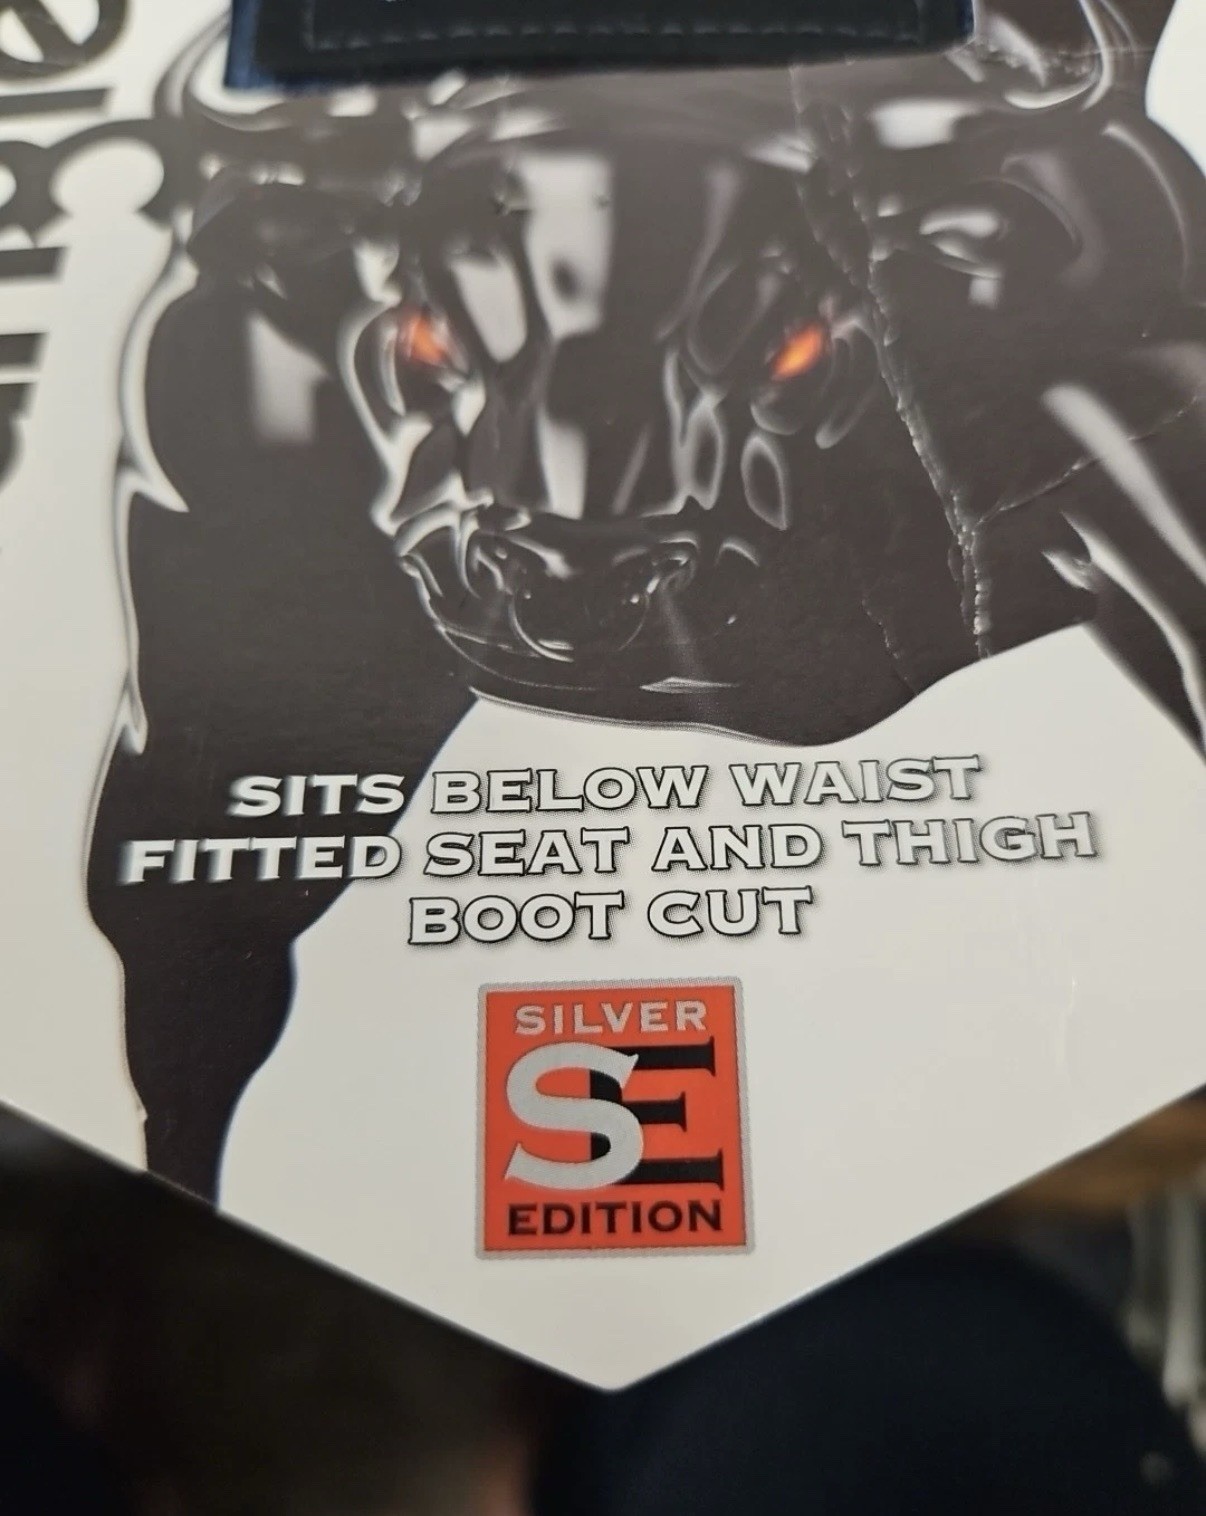 SITS BELOW WAIST
FITTED SEAT AND THIGH
BOOT CUT
SILVER
SE
EDITION